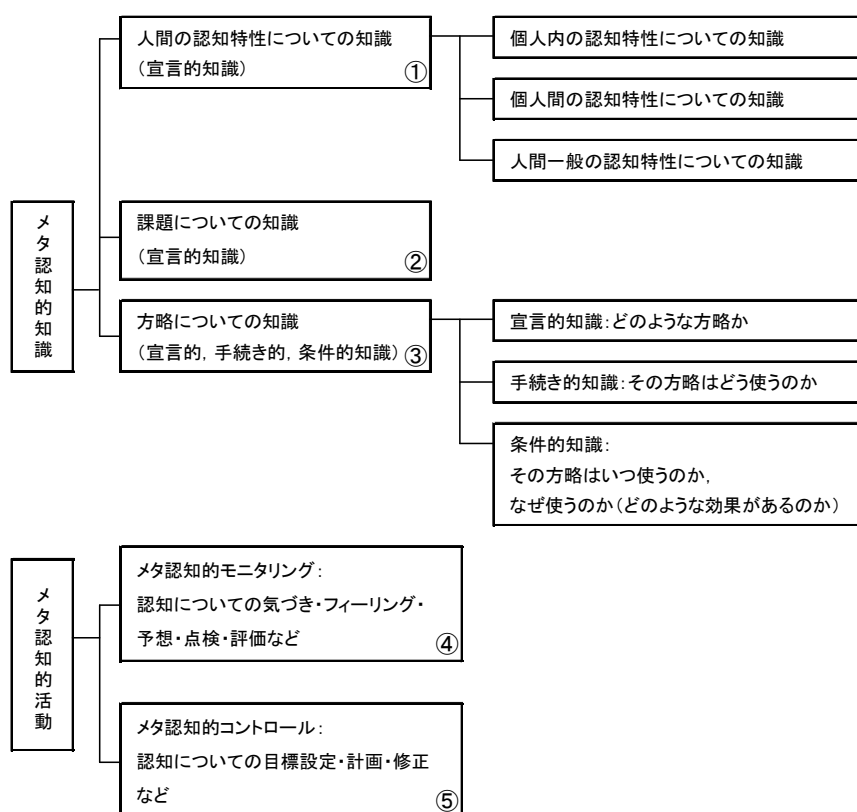 メタ認知的知識
人間の認知特性についての知識
（宣言的知識）
①
個人内の認知特性についての知識
個人間の認知特性についての知識
人間一般の認知特性についての知識
課題についての知識
（宣言的知識）
②
方略についての知識
（宣言的，手続き的，条件的知識）
③
宣言的知識：どのような方略か
手続き的知識：その方略はどう使うのか
条件的知識：
その方略はいつ使うのか，
なぜ使うのか（どのような効果があるのか）
メタ認知的活動
メタ認知的モニタリング：
認知についての気づき・フィーリング・
予想・点検・評価など
④
メタ認知的コントロール：
認知についての目標設定・計画・修正
など
⑤